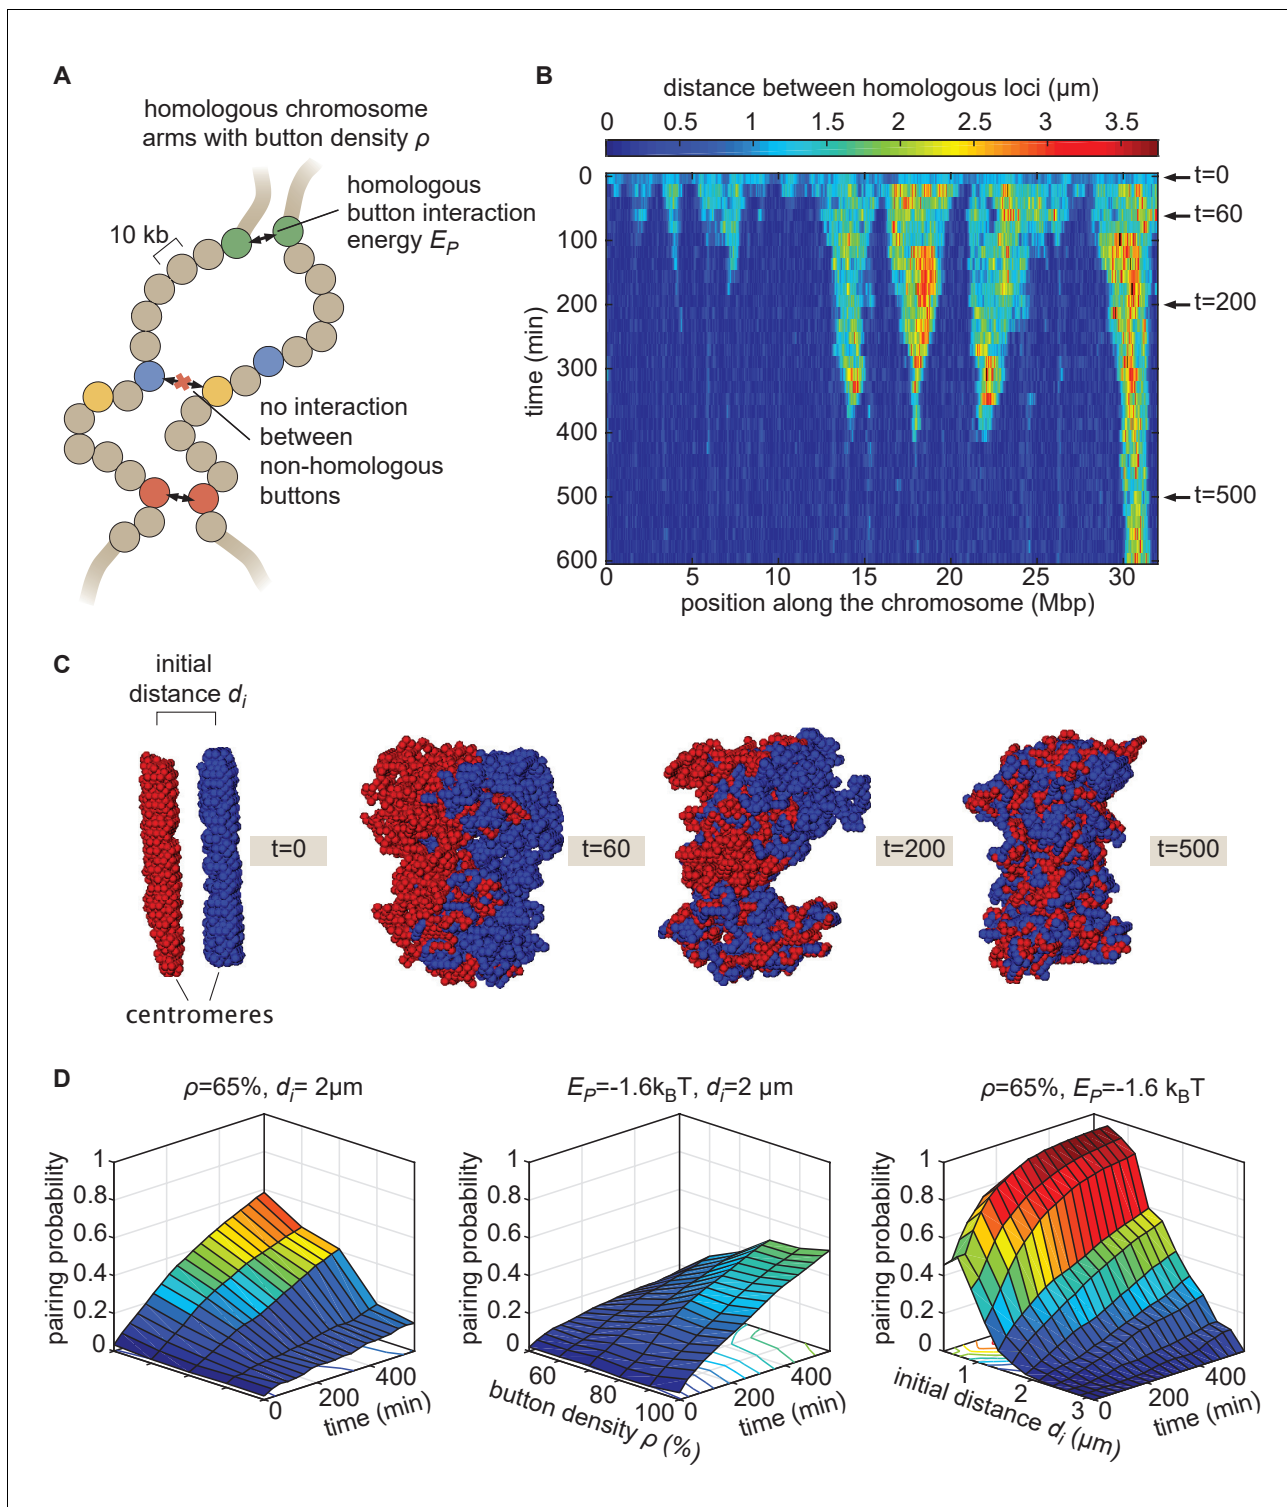 A
homologous chromosome
arms with button density ρ
homologous
button interaction
energy E_P
10 kb
no interaction
between
non-homologous
buttons
B
distance between homologous loci (µm)
0 0.5 1 1.5 2 2.5 3 3.5
time (min)
0
100
200
300
400
500
600
t=0
t=60
t=200
t=500
0 5 10 15 20 25 30
position along the chromosome (Mbp)
C
initial
distance d_i
t=0
t=60
t=200
t=500
centromeres
D
ρ=65%, d_i= 2µm
pairing probability
1
0.8
0.6
0.4
0.2
0
0 200 400
time (min)
E_P=-1.6k_BT, d_i=2 µm
pairing probability
1
0.8
0.6
0.4
0.2
0
60 80 100
button density ρ (%)
0 200 400
time (min)
ρ=65%, E_P=-1.6 k_BT
pairing probability
1
0.8
0.6
0.4
0.2
0
1 2 3
initial distance d_i (µm)
0 200 400
time (min)